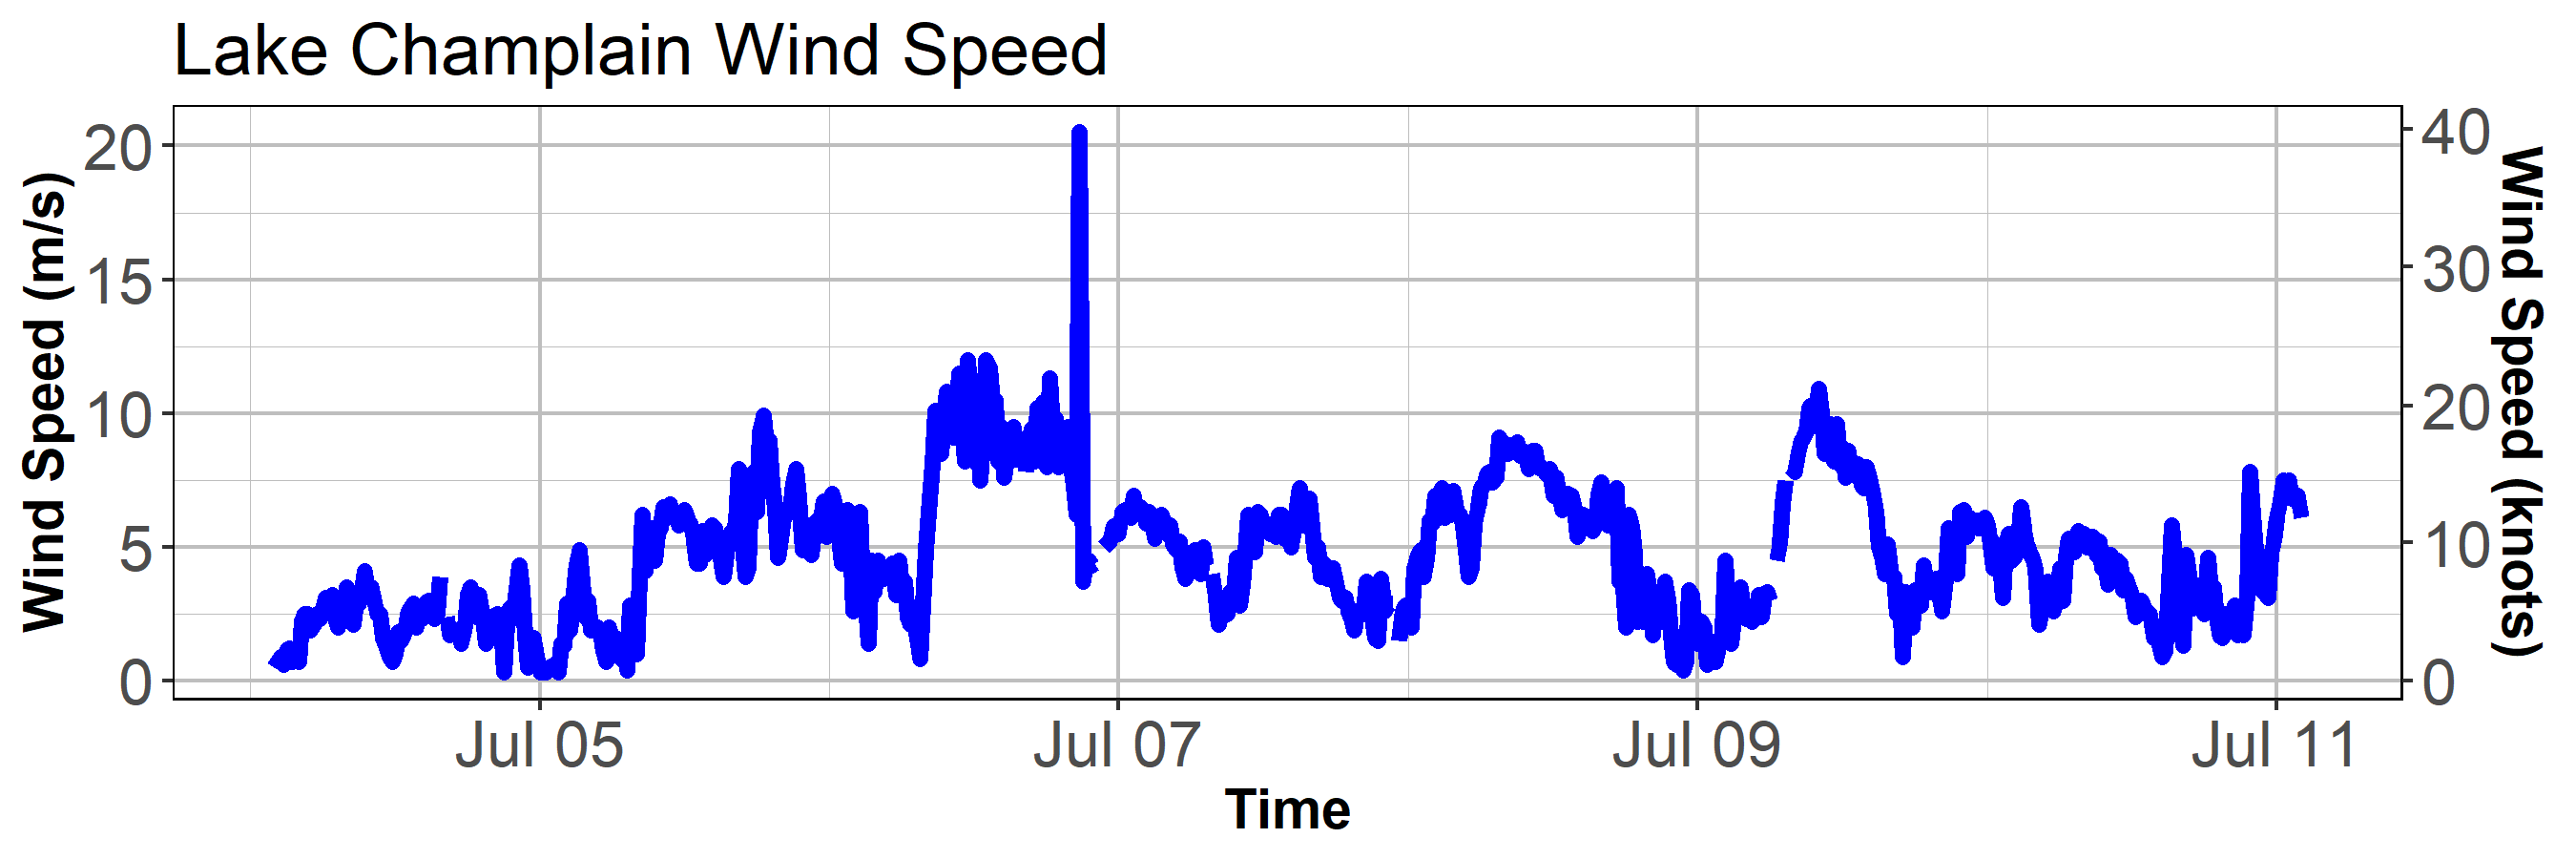 Lake Champlain Wind Speed
Wind Speed (m/s)
20
15
10
5
0
40
30
20
10
0
Wind Speed (knots)
Jul 05
Jul 07
Jul 09
Jul 11
Time